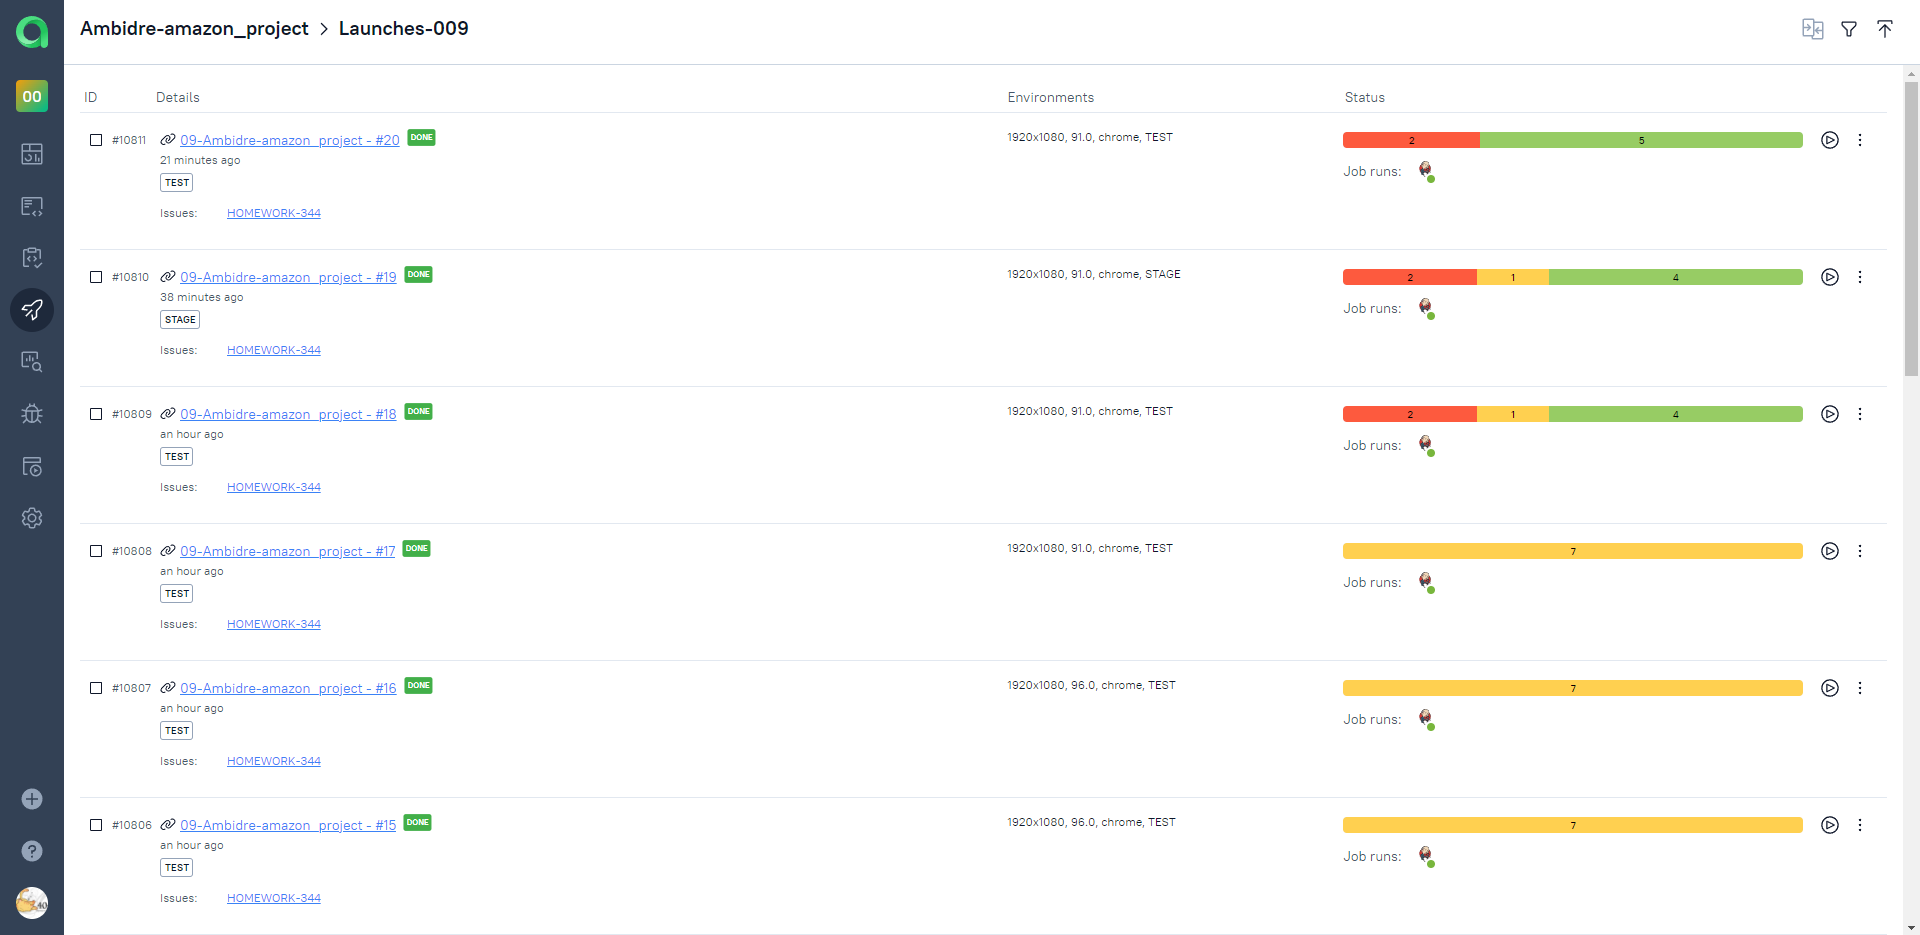 Ambidre-amazon_project > Launches-009
00
ID Details Environments Status
#10811 09-Ambidre-amazon_project - #20 DONE 1920x1080, 91.0, chrome, TEST 2 5
21 minutes ago Job runs:
TEST
Issues: HOMEWORK-344
#10810 09-Ambidre-amazon_project - #19 DONE 1920x1080, 91.0, chrome, STAGE 2 1 4
38 minutes ago Job runs:
STAGE
Issues: HOMEWORK-344
#10809 09-Ambidre-amazon_project - #18 DONE 1920x1080, 91.0, chrome, TEST 2 1 4
an hour ago Job runs:
TEST
Issues: HOMEWORK-344
#10808 09-Ambidre-amazon_project - #17 DONE 1920x1080, 91.0, chrome, TEST 7
an hour ago Job runs:
TEST
Issues: HOMEWORK-344
#10807 09-Ambidre-amazon_project - #16 DONE 1920x1080, 96.0, chrome, TEST 7
an hour ago Job runs:
TEST
Issues: HOMEWORK-344
#10806 09-Ambidre-amazon_project - #15 DONE 1920x1080, 96.0, chrome, TEST 7
an hour ago Job runs:
TEST
Issues: HOMEWORK-344